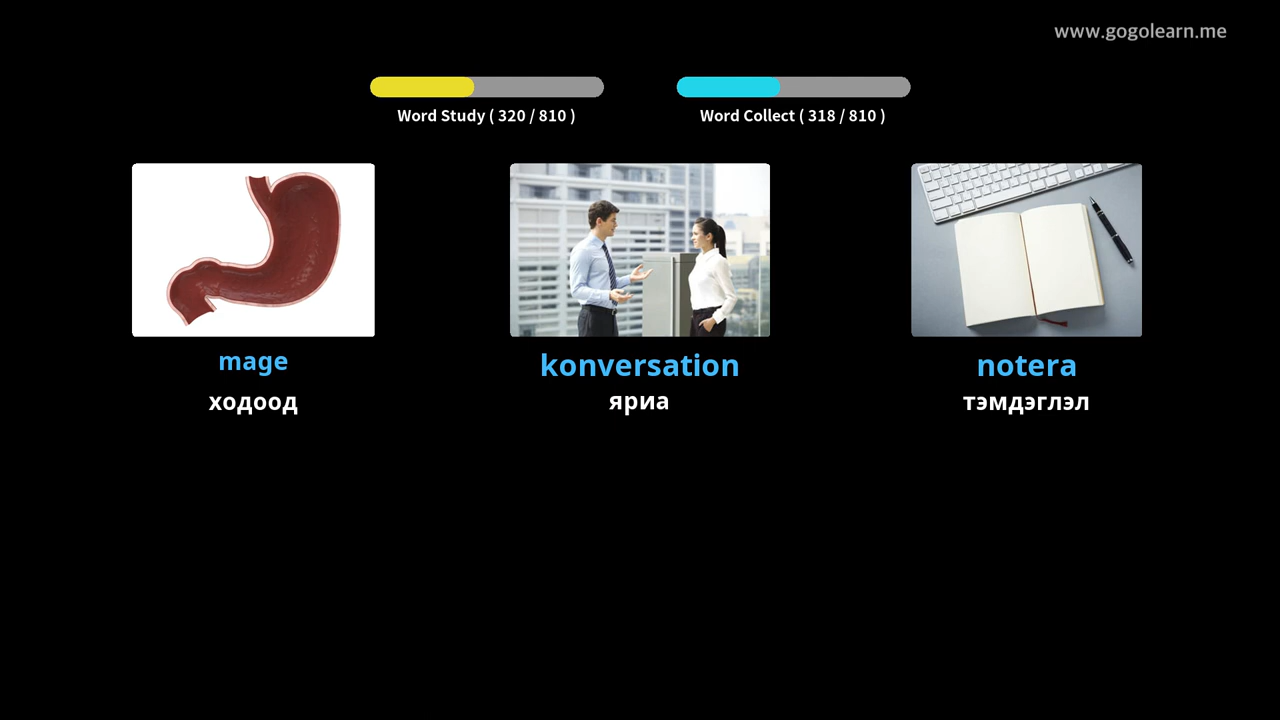 www.gogolearn.me
Word Study ( 320 / 810 )
Word Collect ( 318 / 810 )
mage
ходоод
konversation
яриа
notera
тэмдэглэл